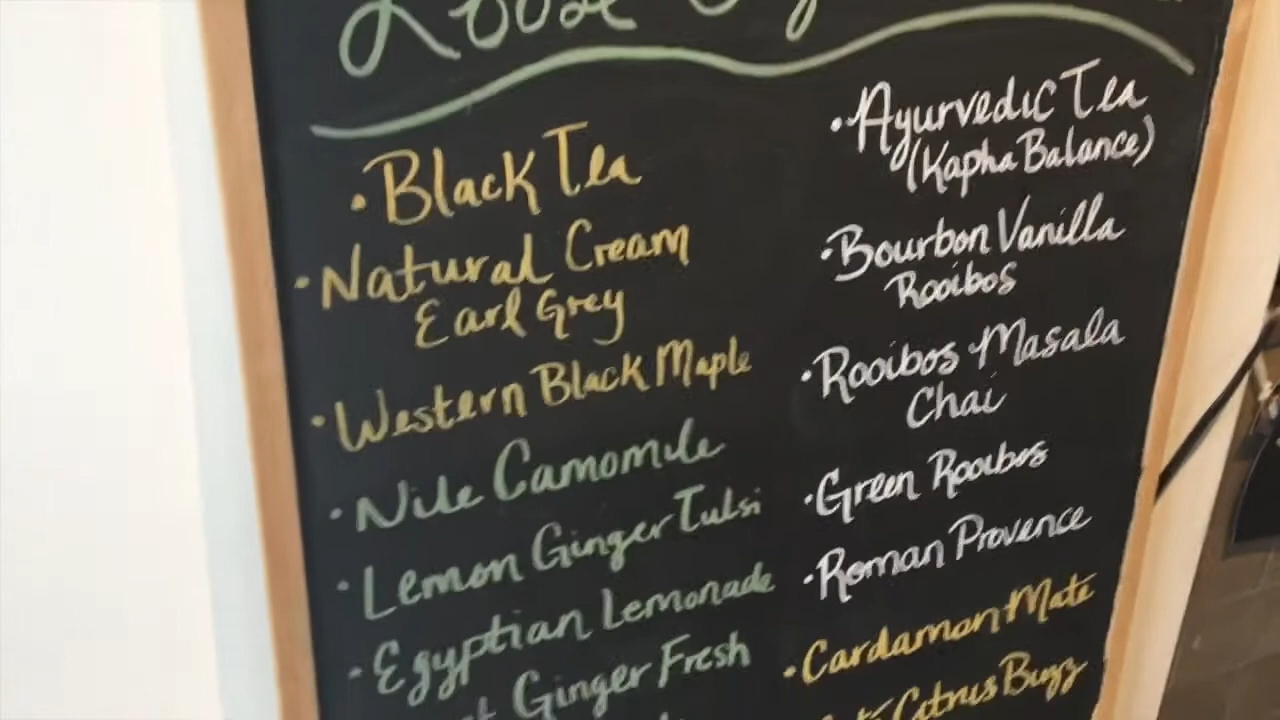 Loose
• Black Tea
• Natural Cream
Earl Grey
• Western Black Maple
• Nile Camomile
• Lemon Ginger Tulsi
• Egyptian Lemonade
Ginger Fresh
• Ayurvedic Tea
(Kapha Balance)
• Bourbon Vanilla
Rooibos
• Rooibos Masala
Chai
• Green Rooibos
• Roman Provence
• Cardamon Mate
Citrus Buzz